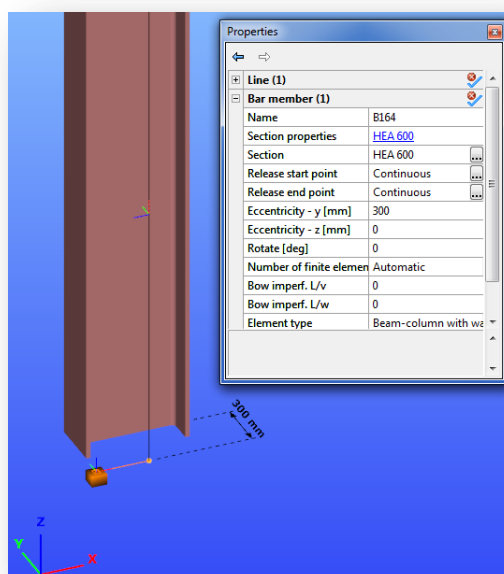 Properties
Line (1)
Bar member (1)
Name B164
Section properties HEA 600
Section HEA 600 ...
Release start point Continuous ...
Release end point Continuous ...
Eccentricity - y [mm] 300
Eccentricity - z [mm] 0
Rotate [deg] 0
Number of finite elemen Automatic
Bow imperf. L/v 0
Bow imperf. L/w 0
Element type Beam-column with wa
300 mm
Z
Y
X